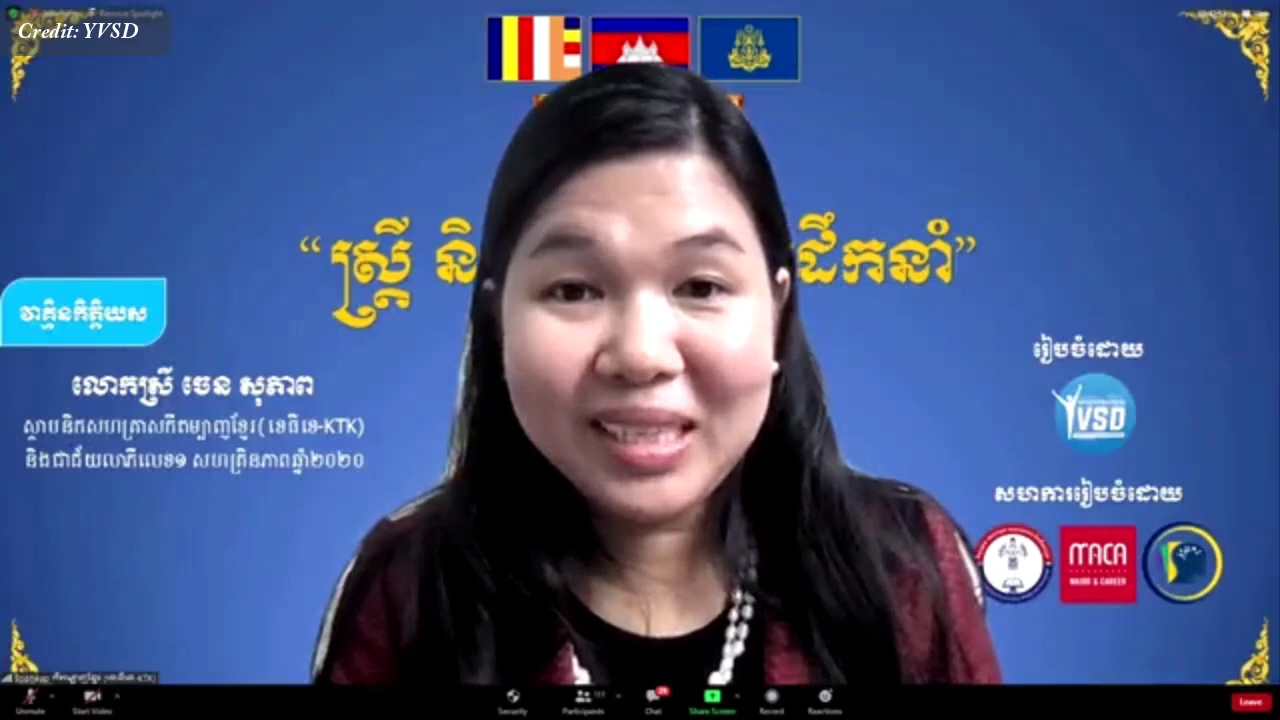 Credit: YVSD
“ស្ត្រី និ
ដឹកនាំ”
វាគ្មិនកិត្តិយស
លោកស្រី ចេន សុភាព
ស្ថាបនិកសហគ្រាសកីតម្បាញខ្មែរ ( ខេធីខេ-KTK)
និងជាជ័យលាភីលេខ១ សហគ្រិនភាពឆ្នាំ២០២០
រៀបចំដោយ
YVSD
សហការរៀបចំដោយ
MACA
MAJOR & CAREER
Unmute
Start Video
Security
Participants
Chat
Share Screen
Record
Reactions
Leave